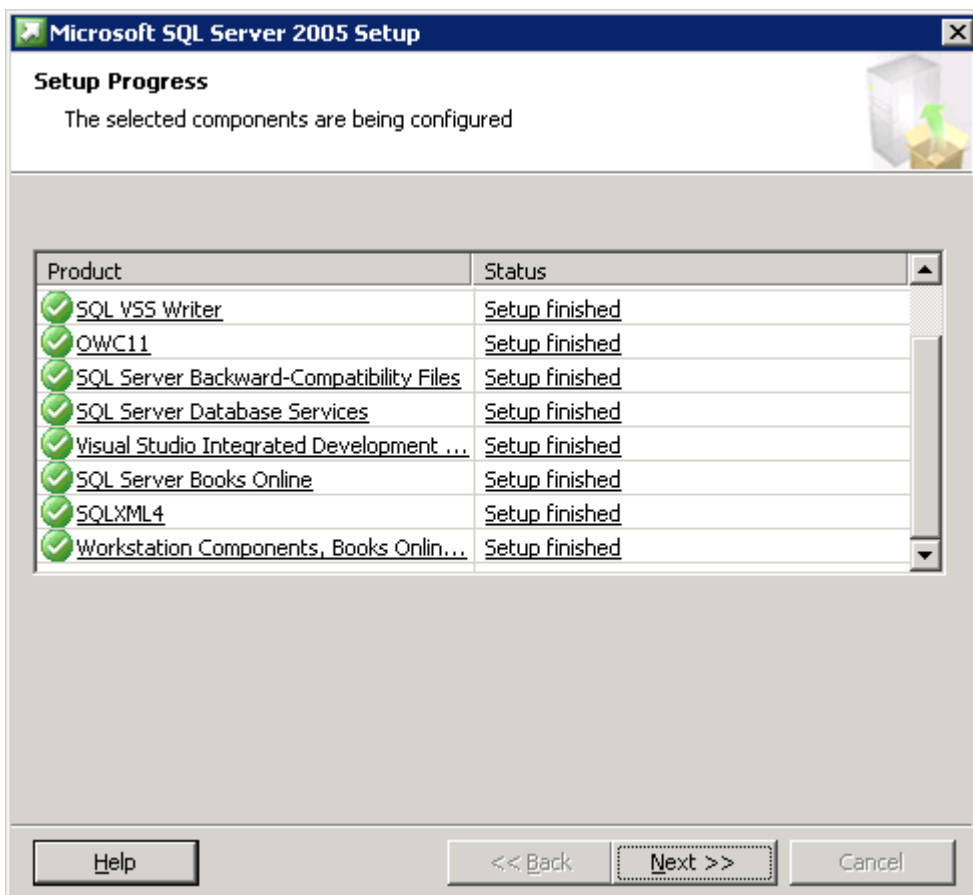 Microsoft SQL Server 2005 Setup
Setup Progress
The selected components are being configured
Product Status
SQL VSS Writer Setup finished
OWC11 Setup finished
SQL Server Backward-Compatibility Files Setup finished
SQL Server Database Services Setup finished
Visual Studio Integrated Development ... Setup finished
SQL Server Books Online Setup finished
SQLXML4 Setup finished
Workstation Components, Books Onlin... Setup finished
Help << Back Next >> Cancel